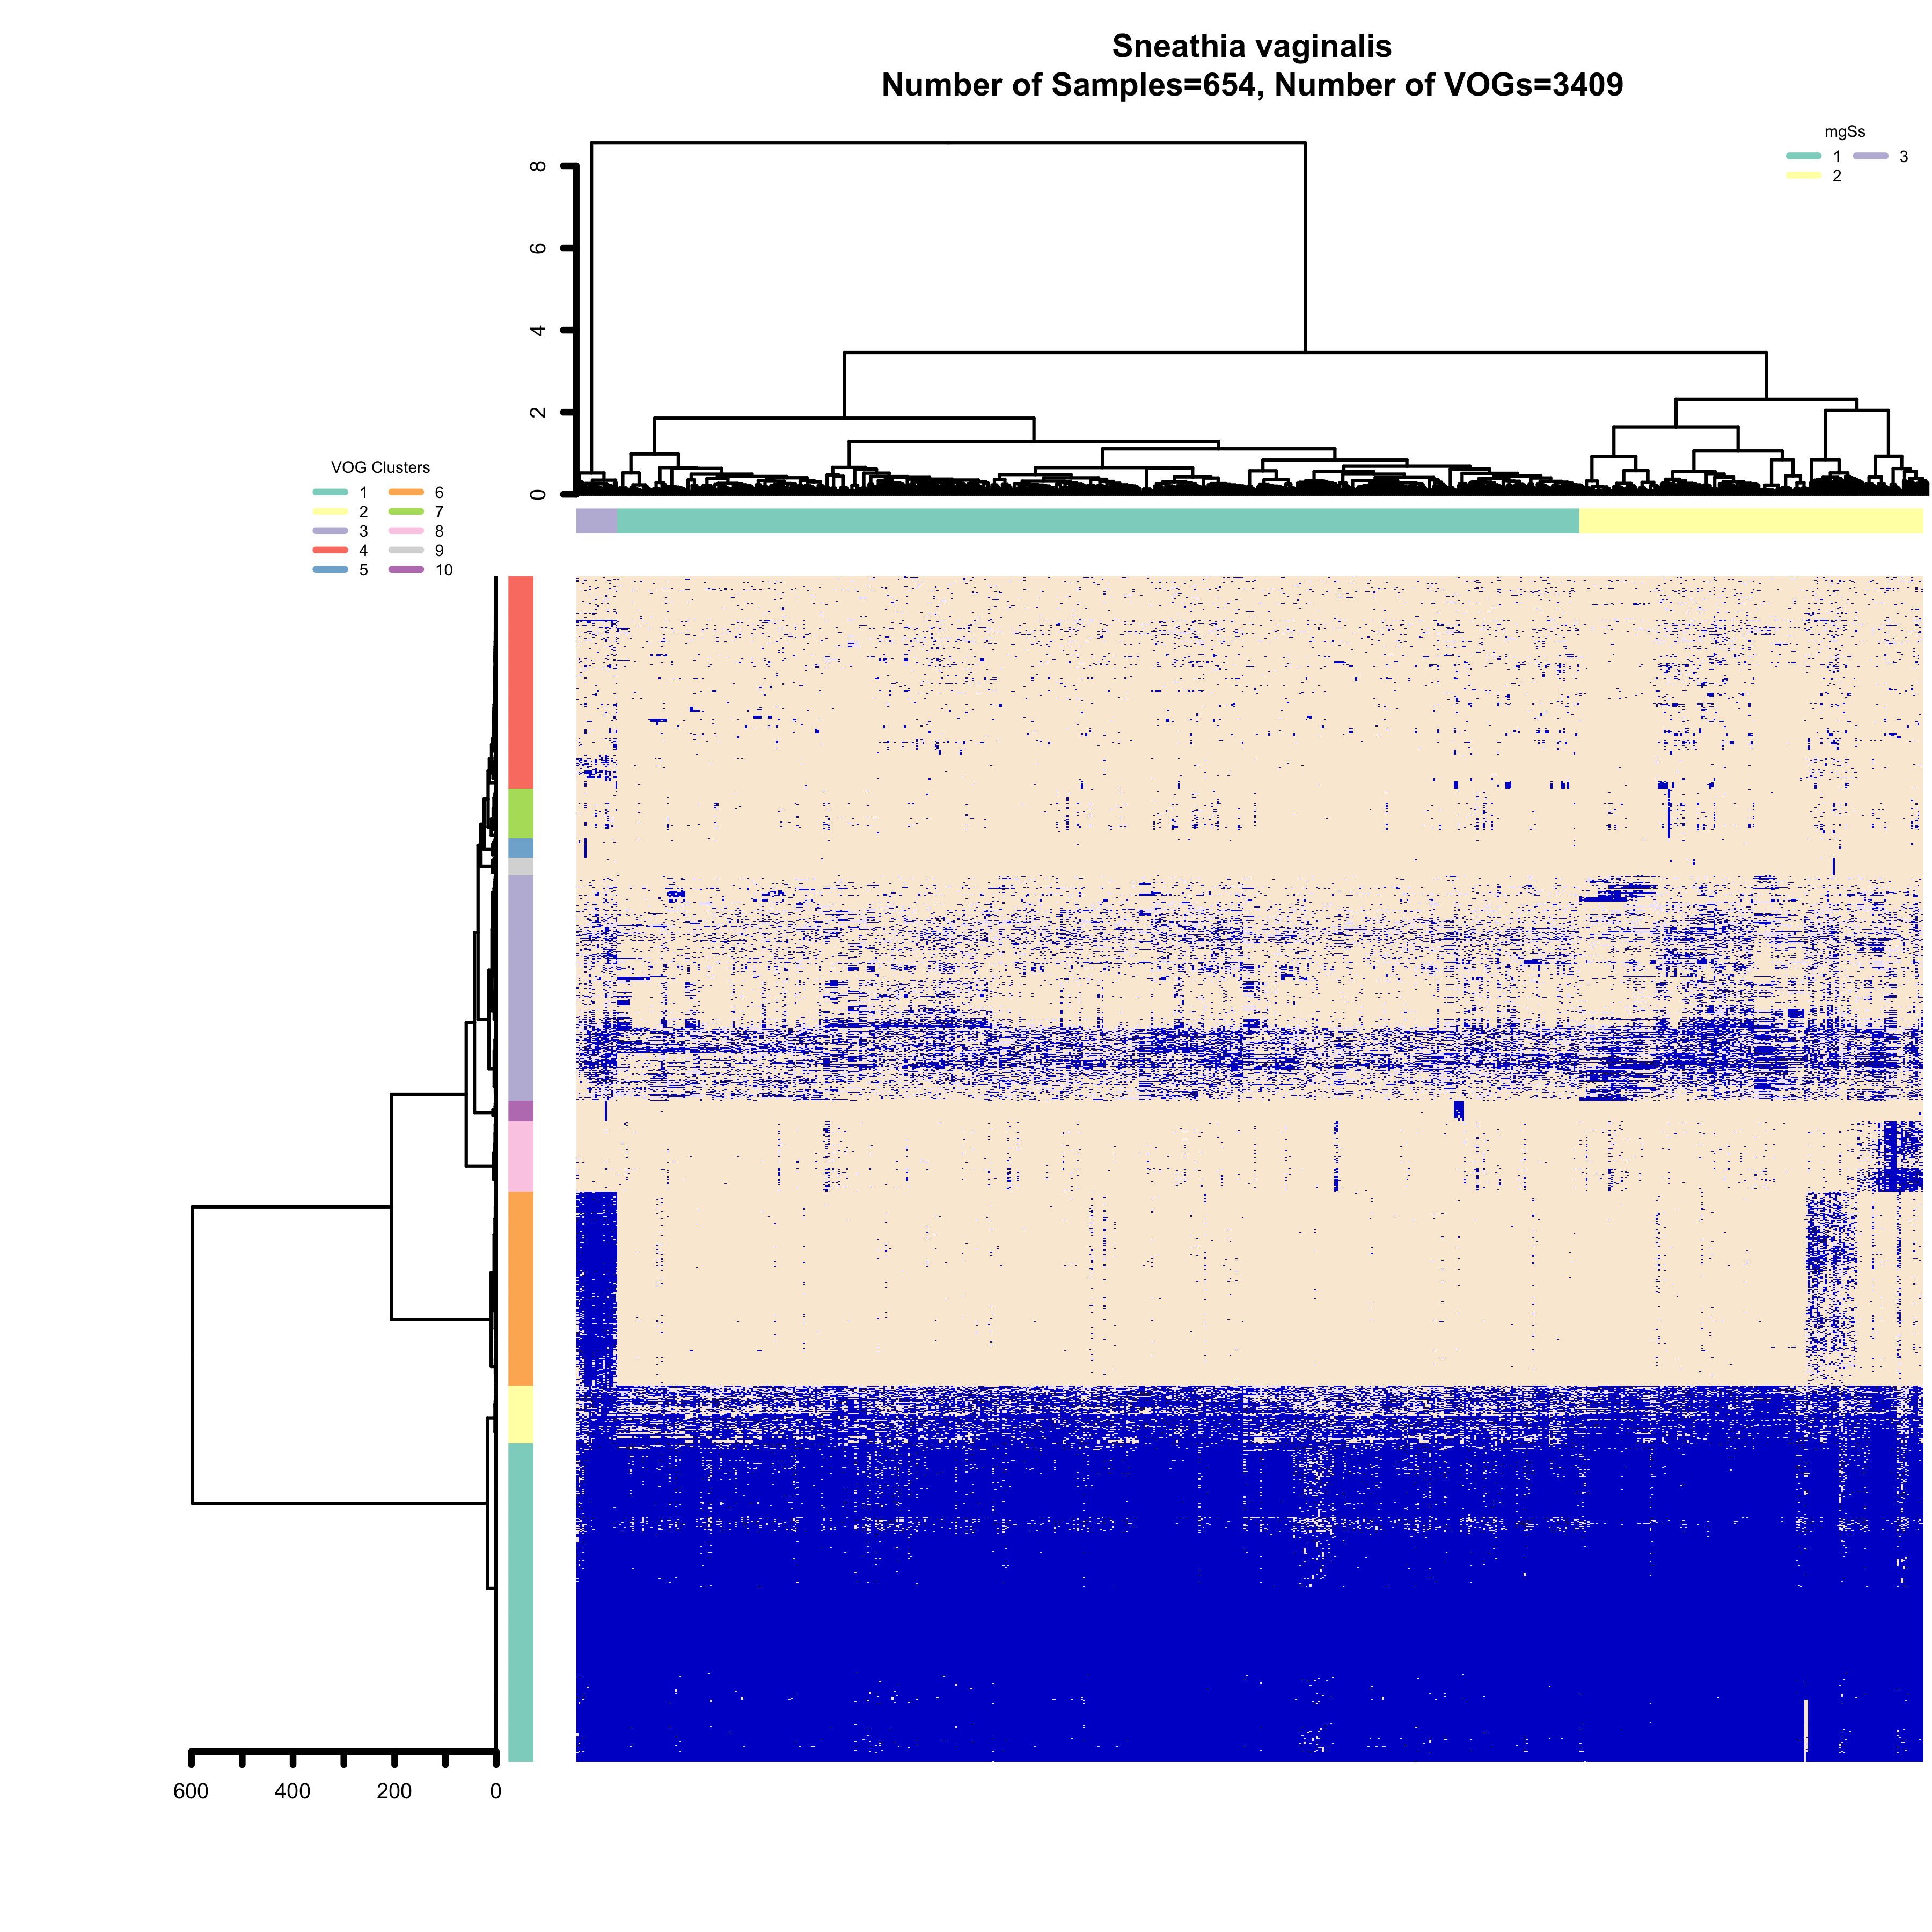 Sneathia vaginalis
Number of Samples=654, Number of VOGs=3409
mgSs
1 3
2
8
6
4
2
0
VOG Clusters
1 6
2 7
3 8
4 9
5 10
600 400 200 0